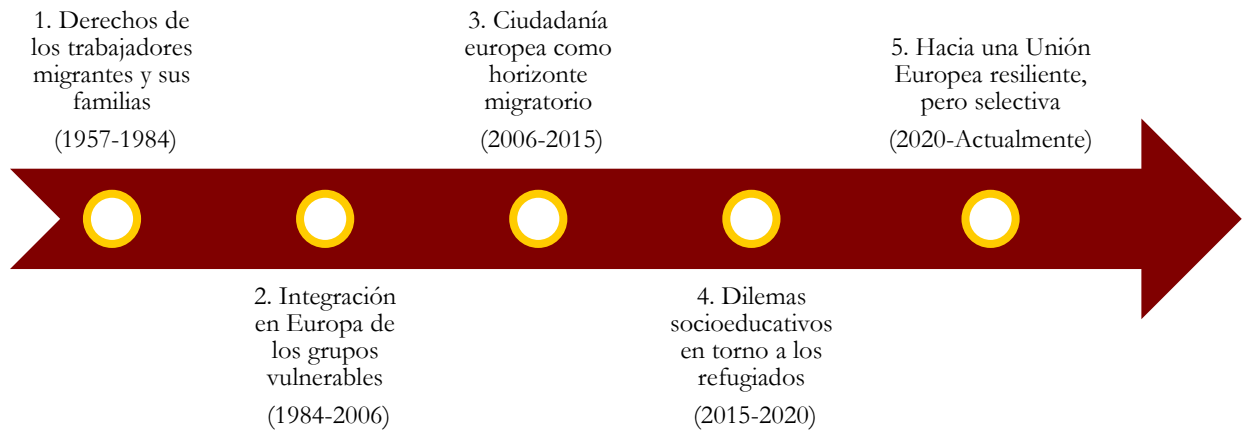 1. Derechos de
los trabajadores
migrantes y sus
familias
(1957-1984)
2. Integración
en Europa de
los grupos
vulnerables
(1984-2006)
3. Ciudadanía
europea como
horizonte
migratorio
(2006-2015)
4. Dilemas
socioeducativos
en torno a los
refugiados
(2015-2020)
5. Hacia una Unión
Europea resiliente,
pero selectiva
(2020-Actualmente)